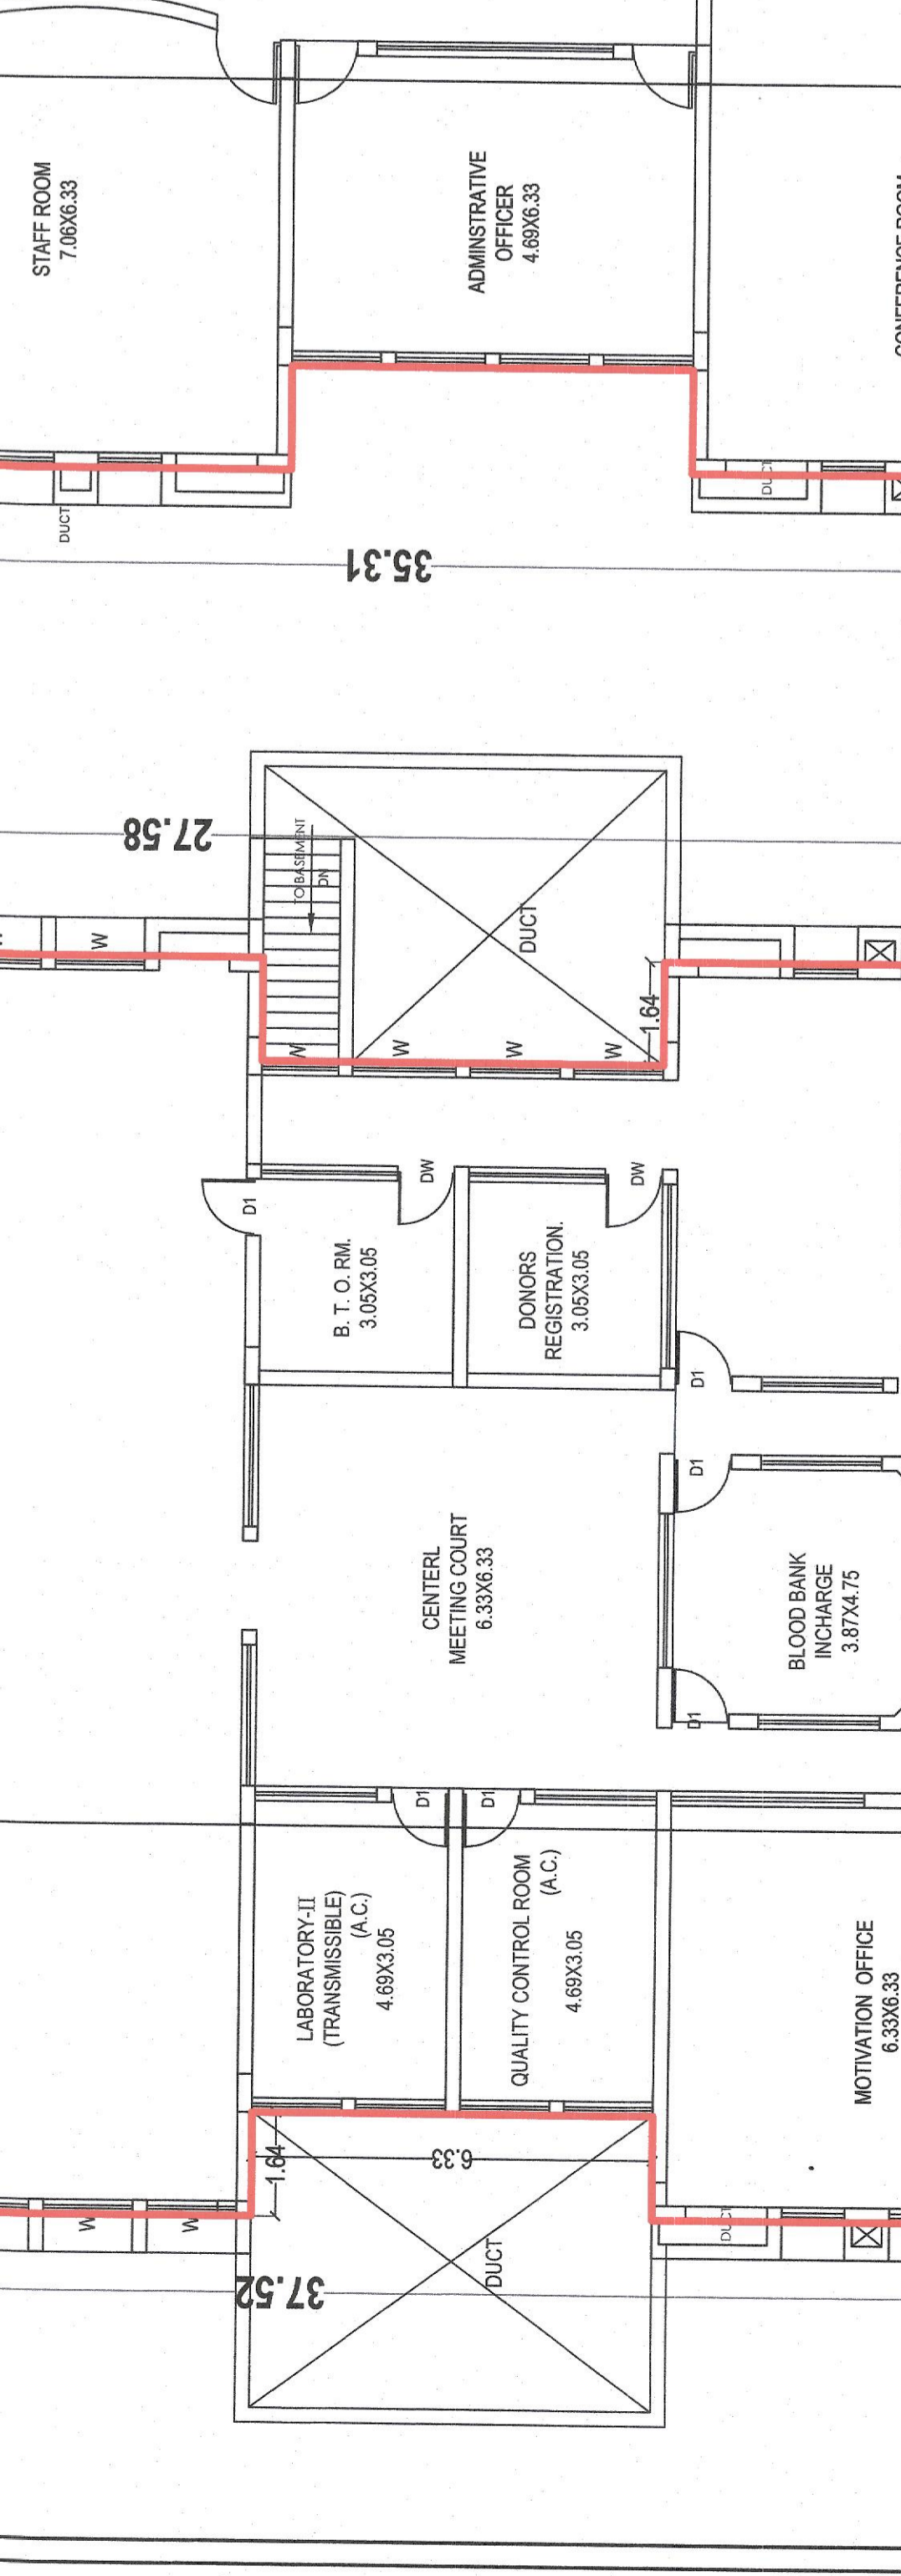 STAFF ROOM
7.06X6.33
ADMINSTRATIVE
OFFICER
4.69X6.33
DUCT
DUCT
35.31
27.58
TO BASEMENT
DN
DUCT
W
W
W
W
W
1.64
D1
DW
DW
B. T. O. RM.
3.05X3.05
DONORS
REGISTRATION.
3.05X3.05
D1
D1
CENTERL
MEETING COURT
6.33X6.33
BLOOD BANK
INCHARGE
3.87X4.75
D1
D1
D1
LABORATORY-II
(TRANSMISSIBLE)
(A.C.)
4.69X3.05
QUALITY CONTROL ROOM
(A.C.)
4.69X3.05
MOTIVATION OFFICE
6.33X6.33
1.64
6.33
W
W
DUCT
DUCT
37.52